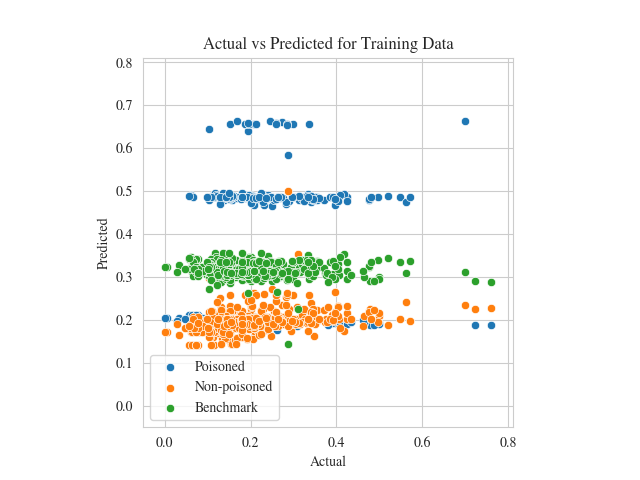 Actual vs Predicted for Training Data
0.8
0.7
0.6
0.5
0.4
0.3
0.2
0.1
0.0
Predicted
Poisoned
Non-poisoned
Benchmark
0.0 0.2 0.4 0.6 0.8
Actual